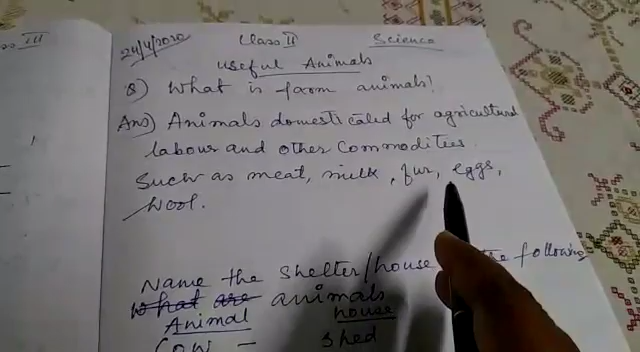 III
24/4/2020 Class II Science
Useful Animals
Q) What is farm animals?
Ans) Animals domesticated for agricultural
labour and other Commodities
Such as meat, milk, fur, eggs,
Wool.
Name the shelter/house the following
What are animals
Animal house
Cow – shed